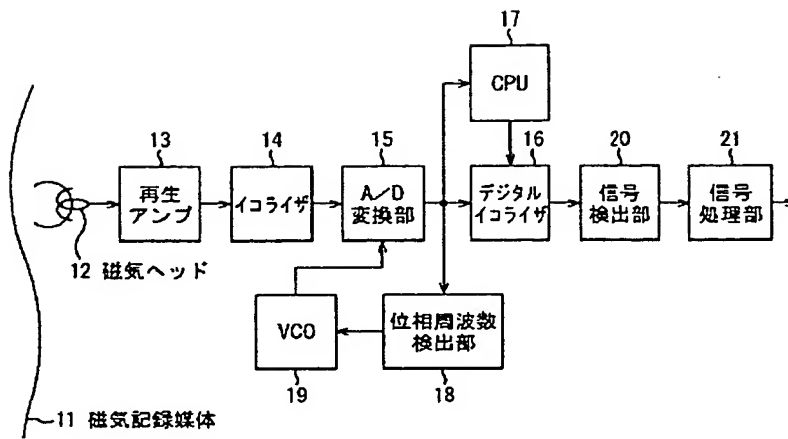 17
CPU
13
再生
アンプ
14
イコライザ
15
A/D
変換部
16
デジタル
イコライザ
20
信号
検出部
21
信号
処理部
12 磁気ヘッド
VCO
19
位相周波数
検出部
18
11 磁気記録媒体